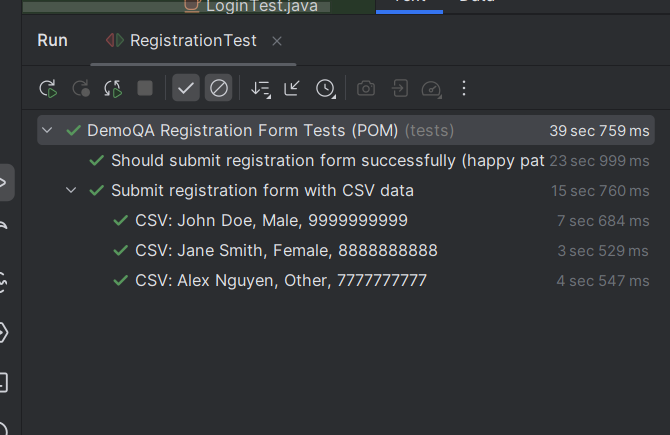 LoginTest.java
Run RegistrationTest
DemoQA Registration Form Tests (POM) (tests) 39 sec 759 ms
Should submit registration form successfully (happy pat 23 sec 999 ms
Submit registration form with CSV data 15 sec 760 ms
CSV: John Doe, Male, 9999999999 7 sec 684 ms
CSV: Jane Smith, Female, 8888888888 3 sec 529 ms
CSV: Alex Nguyen, Other, 7777777777 4 sec 547 ms